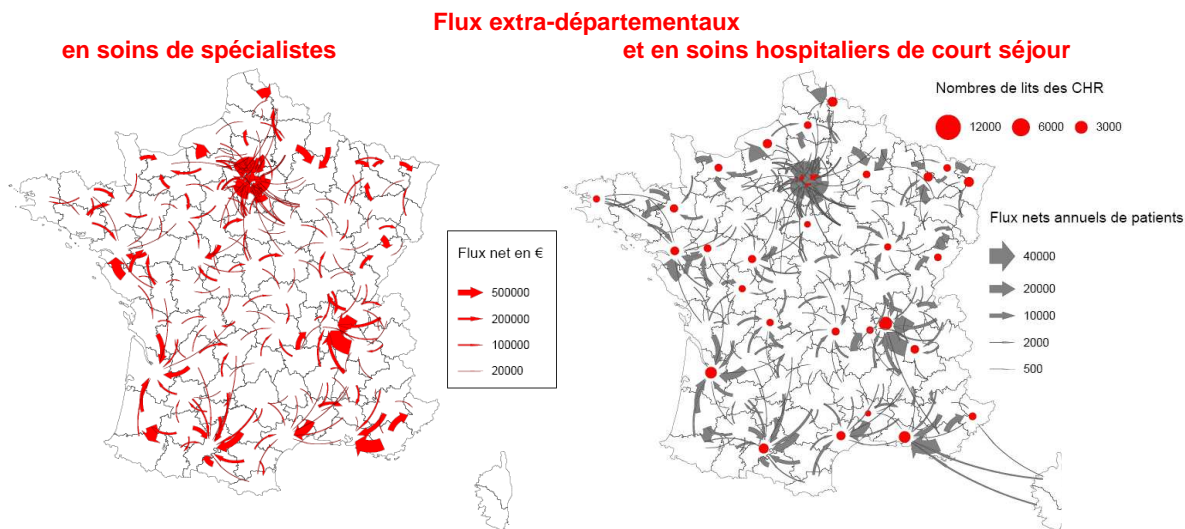 Flux extra-départementaux
en soins de spécialistes
et en soins hospitaliers de court séjour
Flux net en €
500000
200000
100000
20000
Nombres de lits des CHR
12000 6000 3000
Flux nets annuels de patients
40000
20000
10000
2000
500